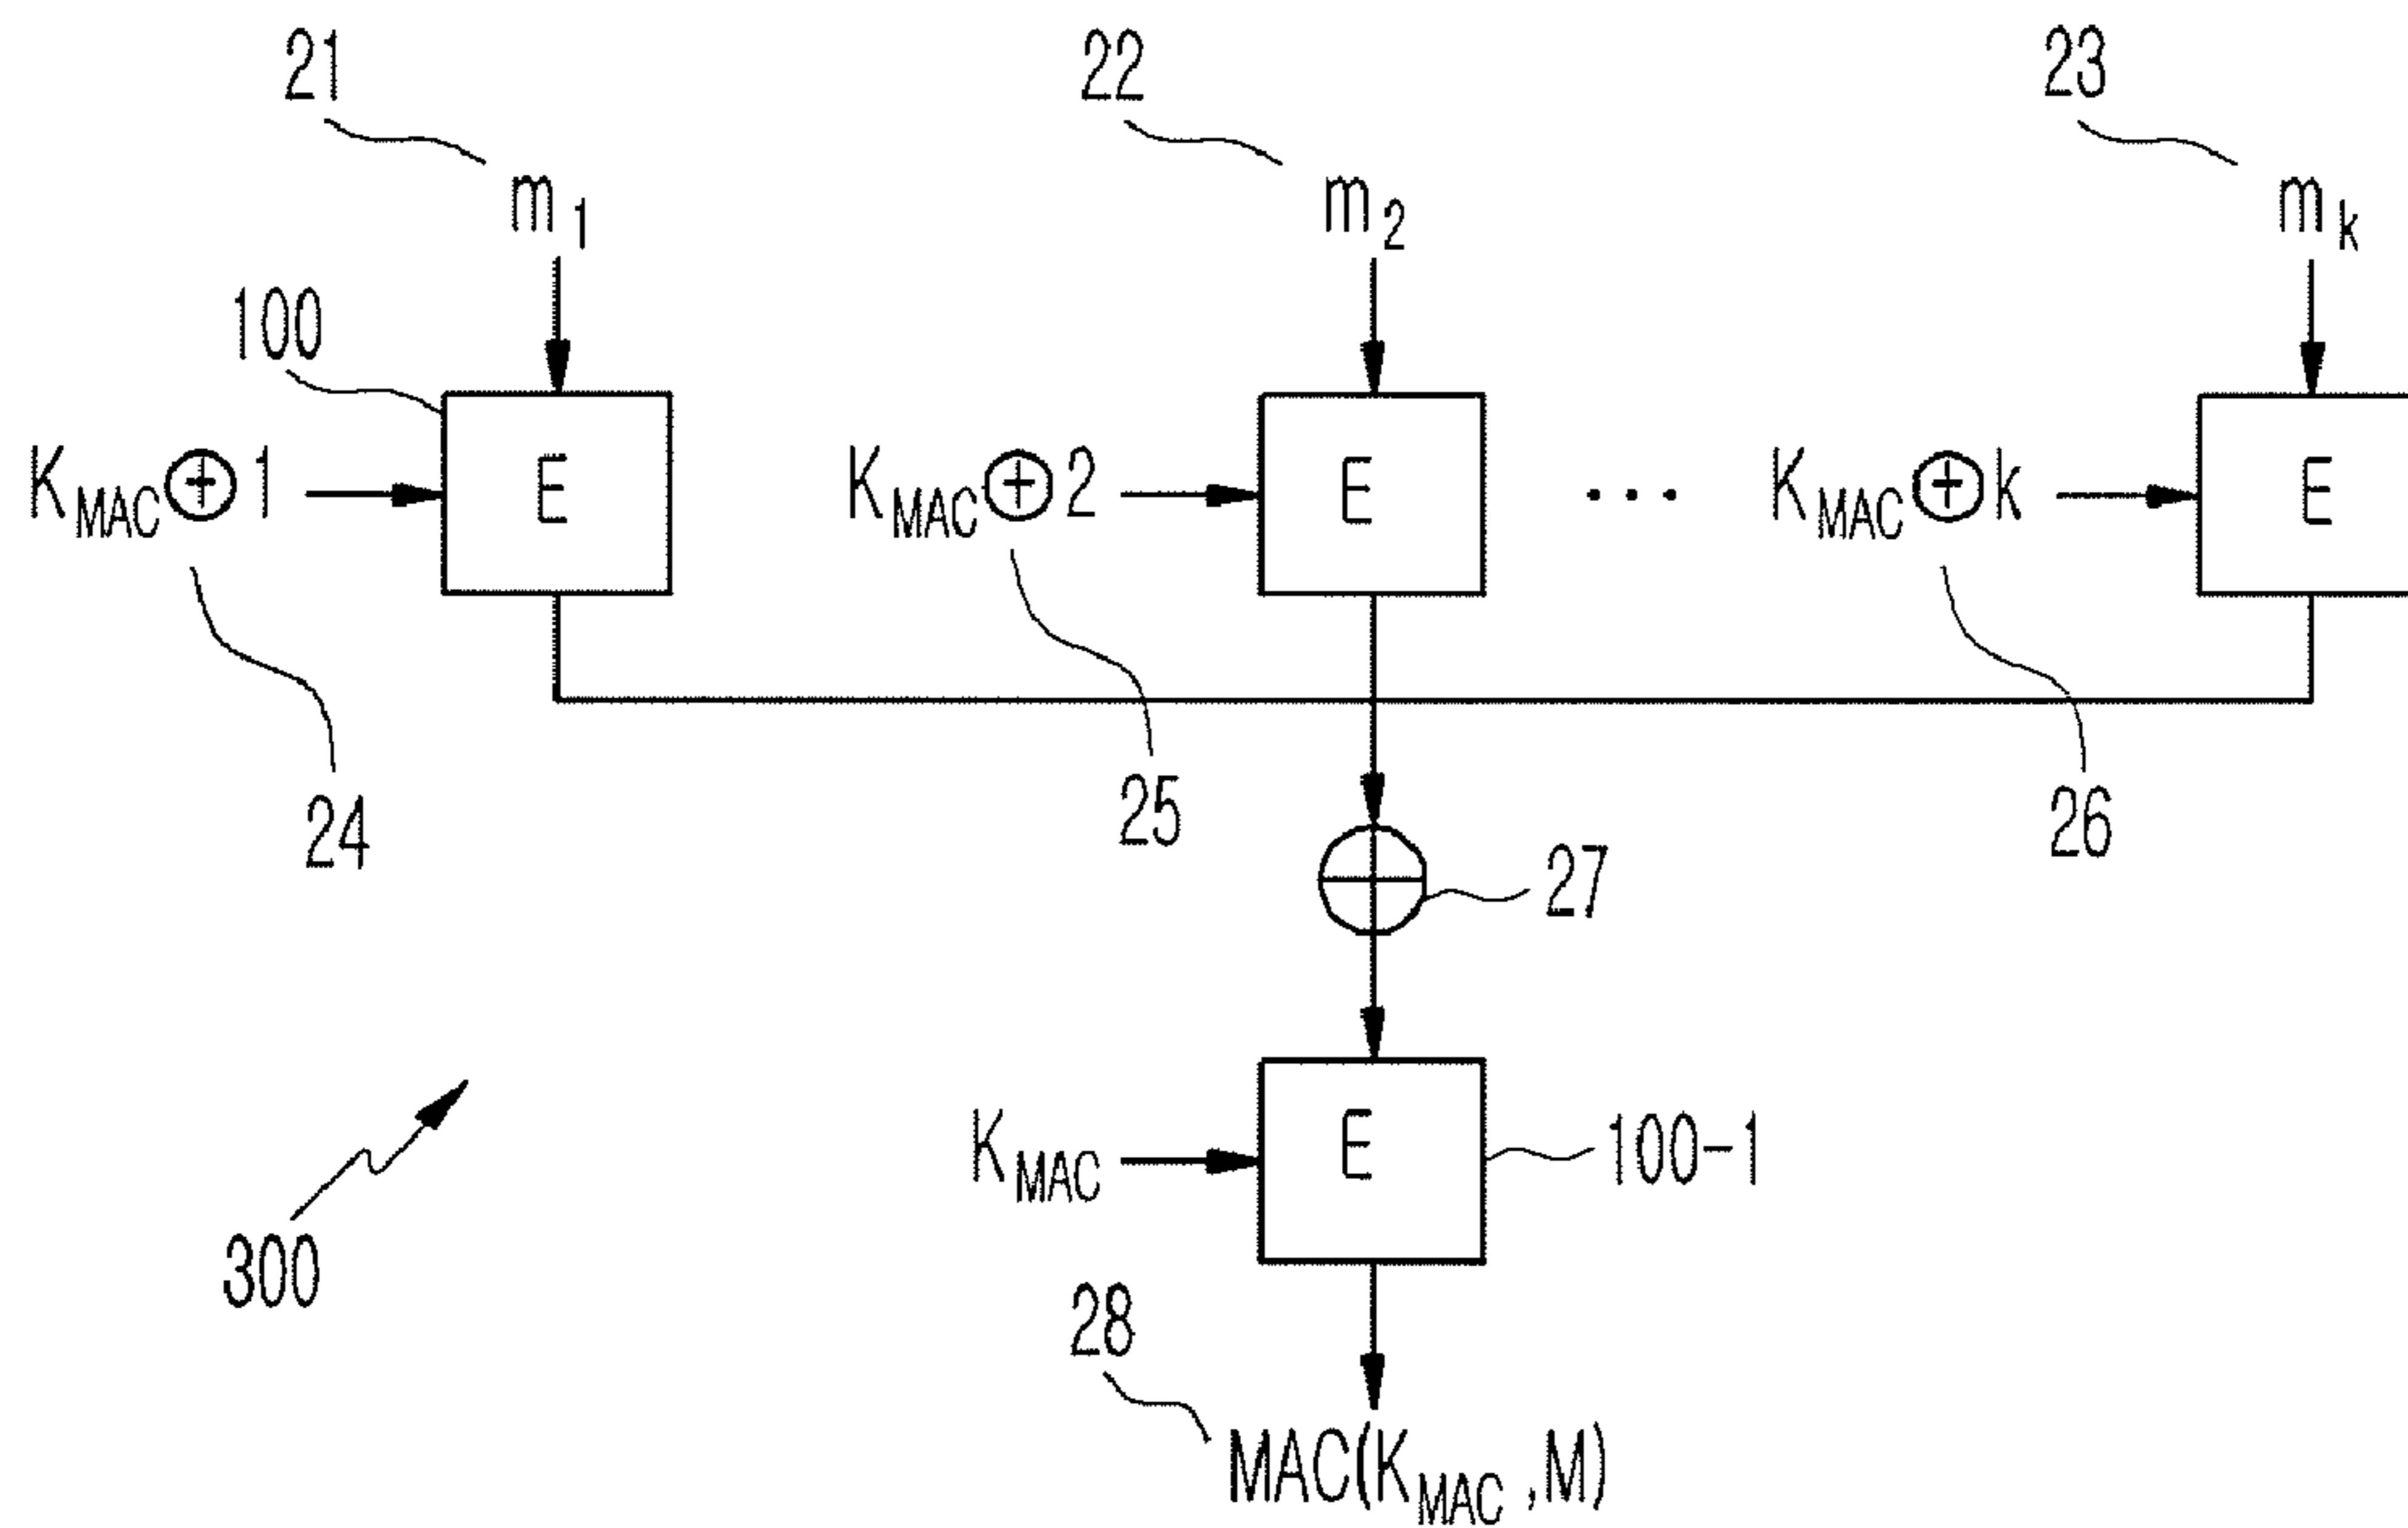 21 22 23
m1 m2 mk
100
KMAC⊕1 E KMAC⊕2 E ... KMAC⊕k E
24 25 26
27
KMAC E 100-1
300
28
MAC(KMAC,M)